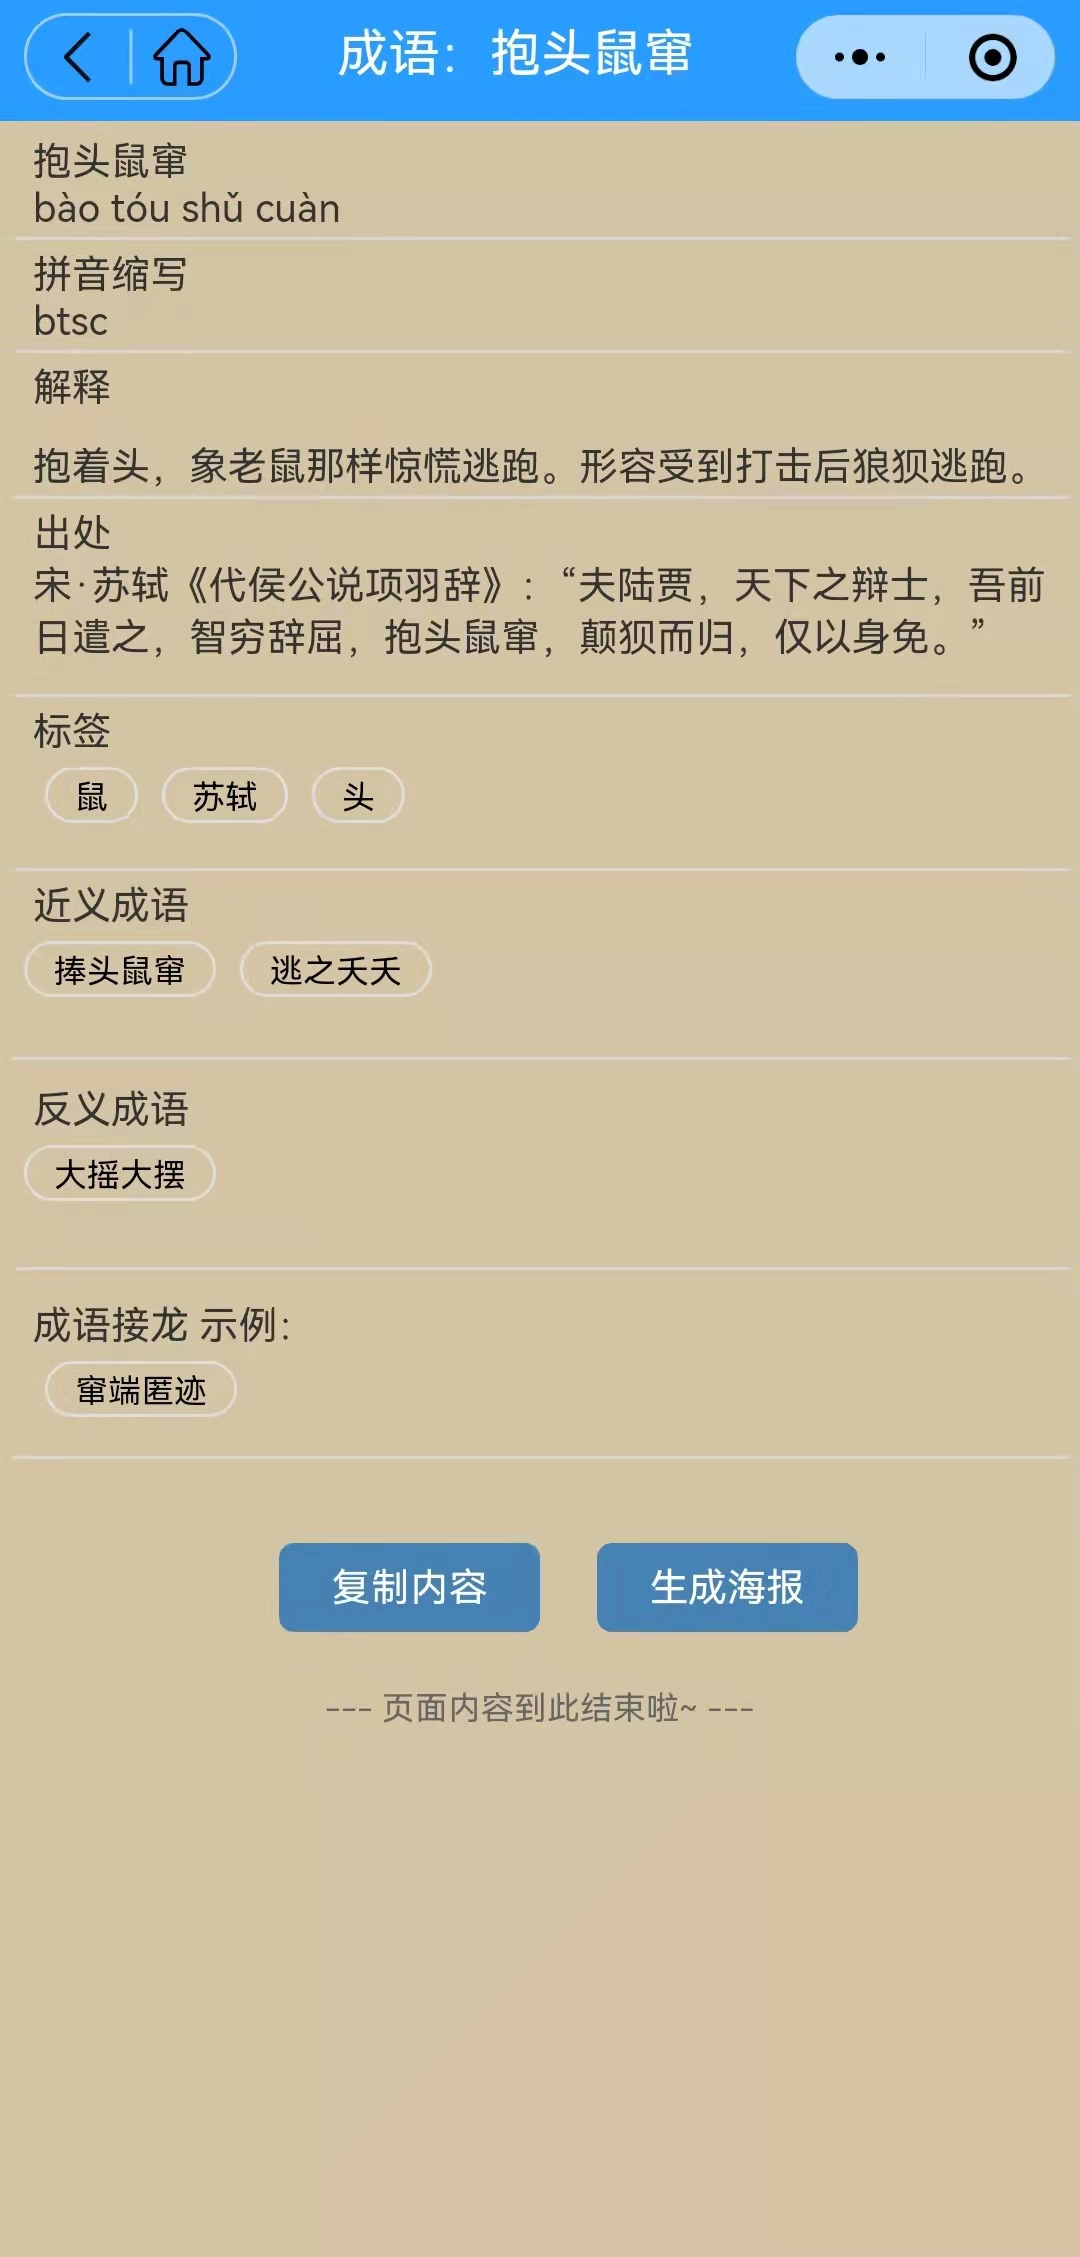 成语：抱头鼠窜
抱头鼠窜
bào tóu shǔ cuàn
拼音缩写
btsc
解释
抱着头，象老鼠那样惊慌逃跑。形容受到打击后狼狈逃跑。
出处
宋·苏轼《代侯公说项羽辞》：“夫陆贾，天下之辩士，吾前
日遣之，智穷辞屈，抱头鼠窜，颠狈而归，仅以身免。”
标签
鼠 苏轼 头
近义成语
捧头鼠窜 逃之夭夭
反义成语
大摇大摆
成语接龙 示例：
窜端匿迹
复制内容 生成海报
--- 页面内容到此结束啦~ ---